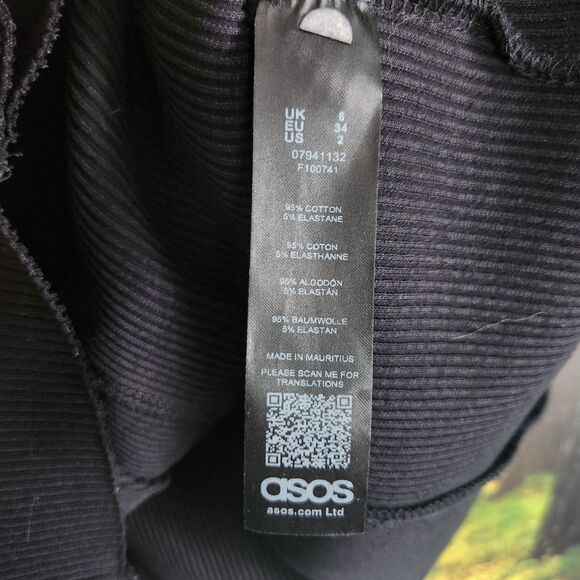 UK 6
EU 34
US 2
07941132
F100741
95% COTTON
5% ELASTANE
95% COTON
5% ELASTHANNE
95% ALGODÓN
5% ELASTÁN
95% BAUMWOLLE
5% ELASTAN
MADE IN MAURITIUS
PLEASE SCAN ME FOR
TRANSLATIONS
asos
asos.com Ltd